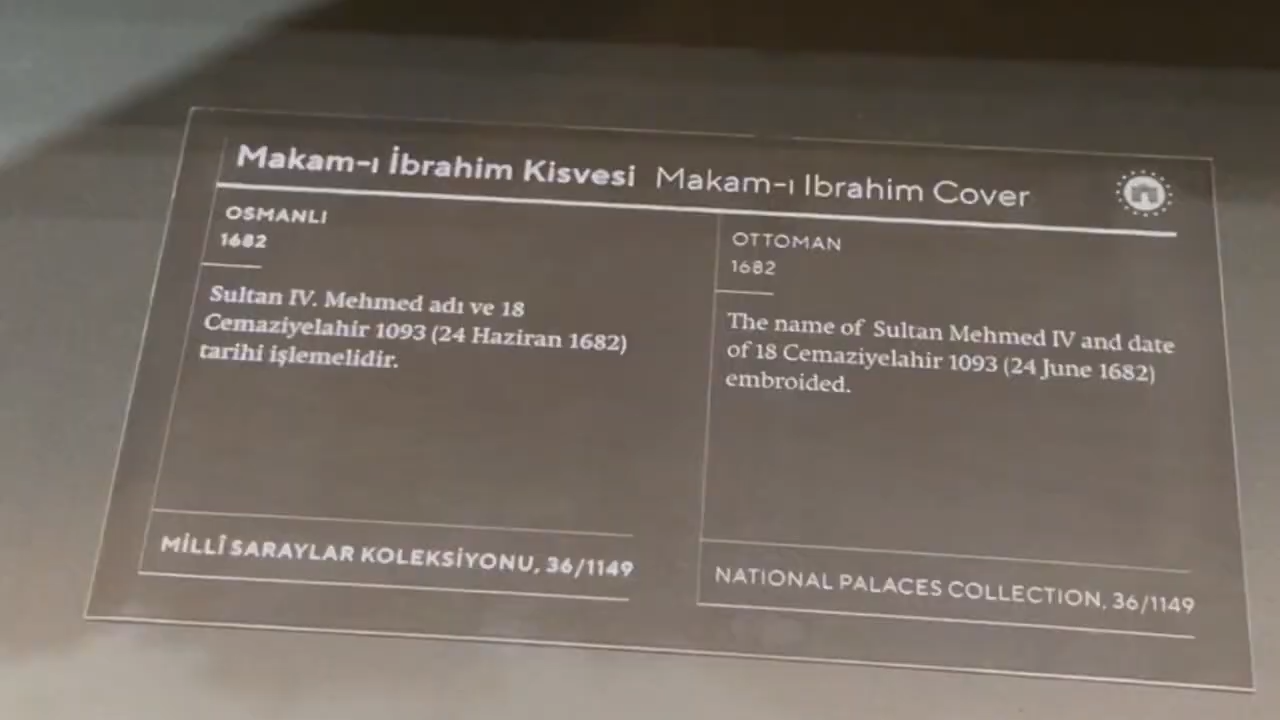 Makam-ı İbrahim Kisvesi Makam-ı Ibrahim Cover
OSMANLI
1682
Sultan IV. Mehmed adı ve 18
Cemaziyelahir 1093 (24 Haziran 1682)
tarihi işlemelidir.
MİLLÎ SARAYLAR KOLEKSİYONU, 36/1149
OTTOMAN
1682
The name of Sultan Mehmed IV and date
of 18 Cemaziyelahir 1093 (24 June 1682)
embroided.
NATIONAL PALACES COLLECTION, 36/1149